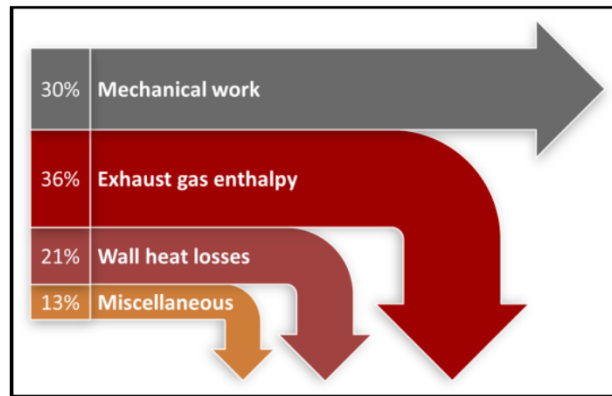 30% Mechanical work
36% Exhaust gas enthalpy
21% Wall heat losses
13% Miscellaneous